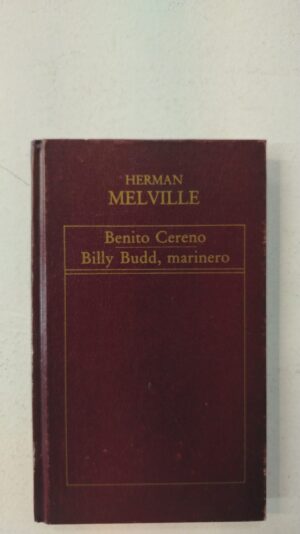 HERMAN
MELVILLE
Benito Cereno
Billy Budd, marinero